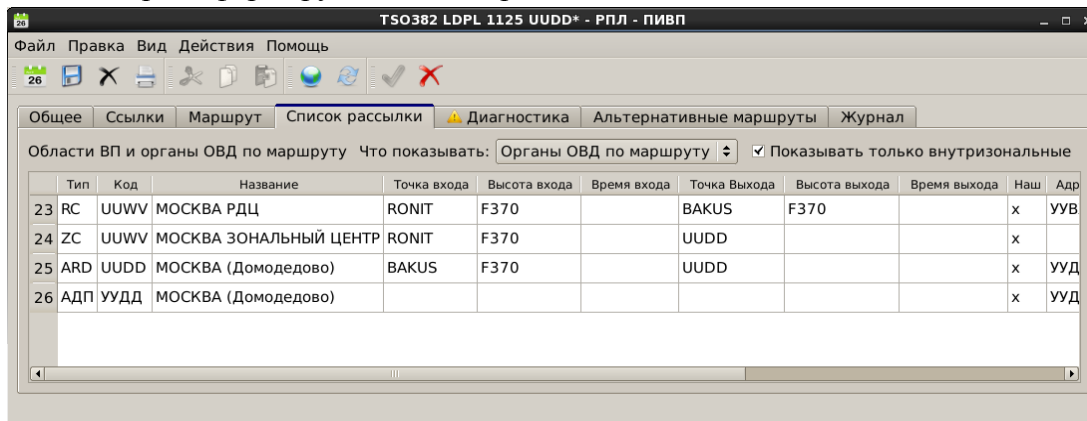 26 TSO382 LDPL 1125 UUDD* - РПЛ - ПИВП
Файл Правка Вид Действия Помощь
26
Общее Ссылки Маршрут Список рассылки Диагностика Альтернативные маршруты Журнал
Области ВП и органы ОВД по маршруту Что показывать: Органы ОВД по маршруту Показывать только внутризональные
Тип Код Название Точка входа Высота входа Время входа Точка Выхода Высота выхода Время выхода Наш Адр
23 RC UUWV МОСКВА РДЦ RONIT F370 BAKUS F370 x УУВ
24 ZC UUWV МОСКВА ЗОНАЛЬНЫЙ ЦЕНТР RONIT F370 UUDD x
25 ARD UUDD МОСКВА (Домодедово) BAKUS F370 UUDD x УУД
26 АДП УУДД МОСКВА (Домодедово) x УУД